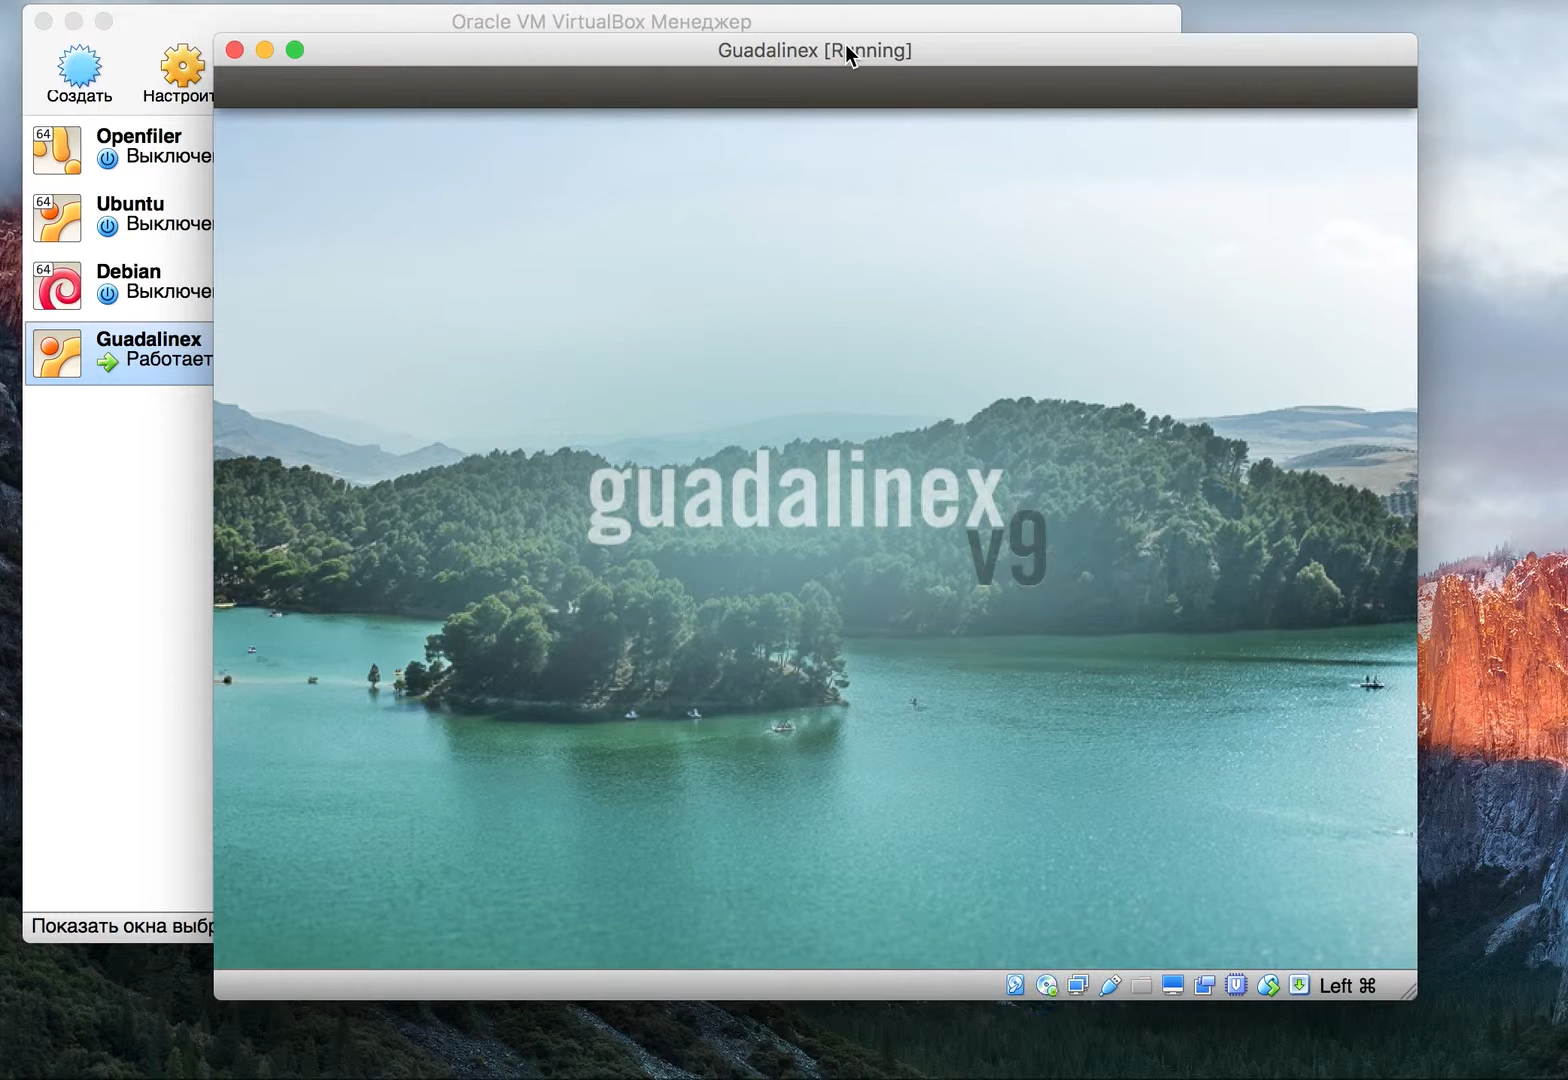 Oracle VM VirtualBox Менеджер
Guadalinex [Running]
Создать
Настроит
64
Openfiler
Выключе
64
Ubuntu
Выключе
64
Debian
Выключе
Guadalinex
Работает
guadalinex
v9
Показать окна выбр
Left ⌘